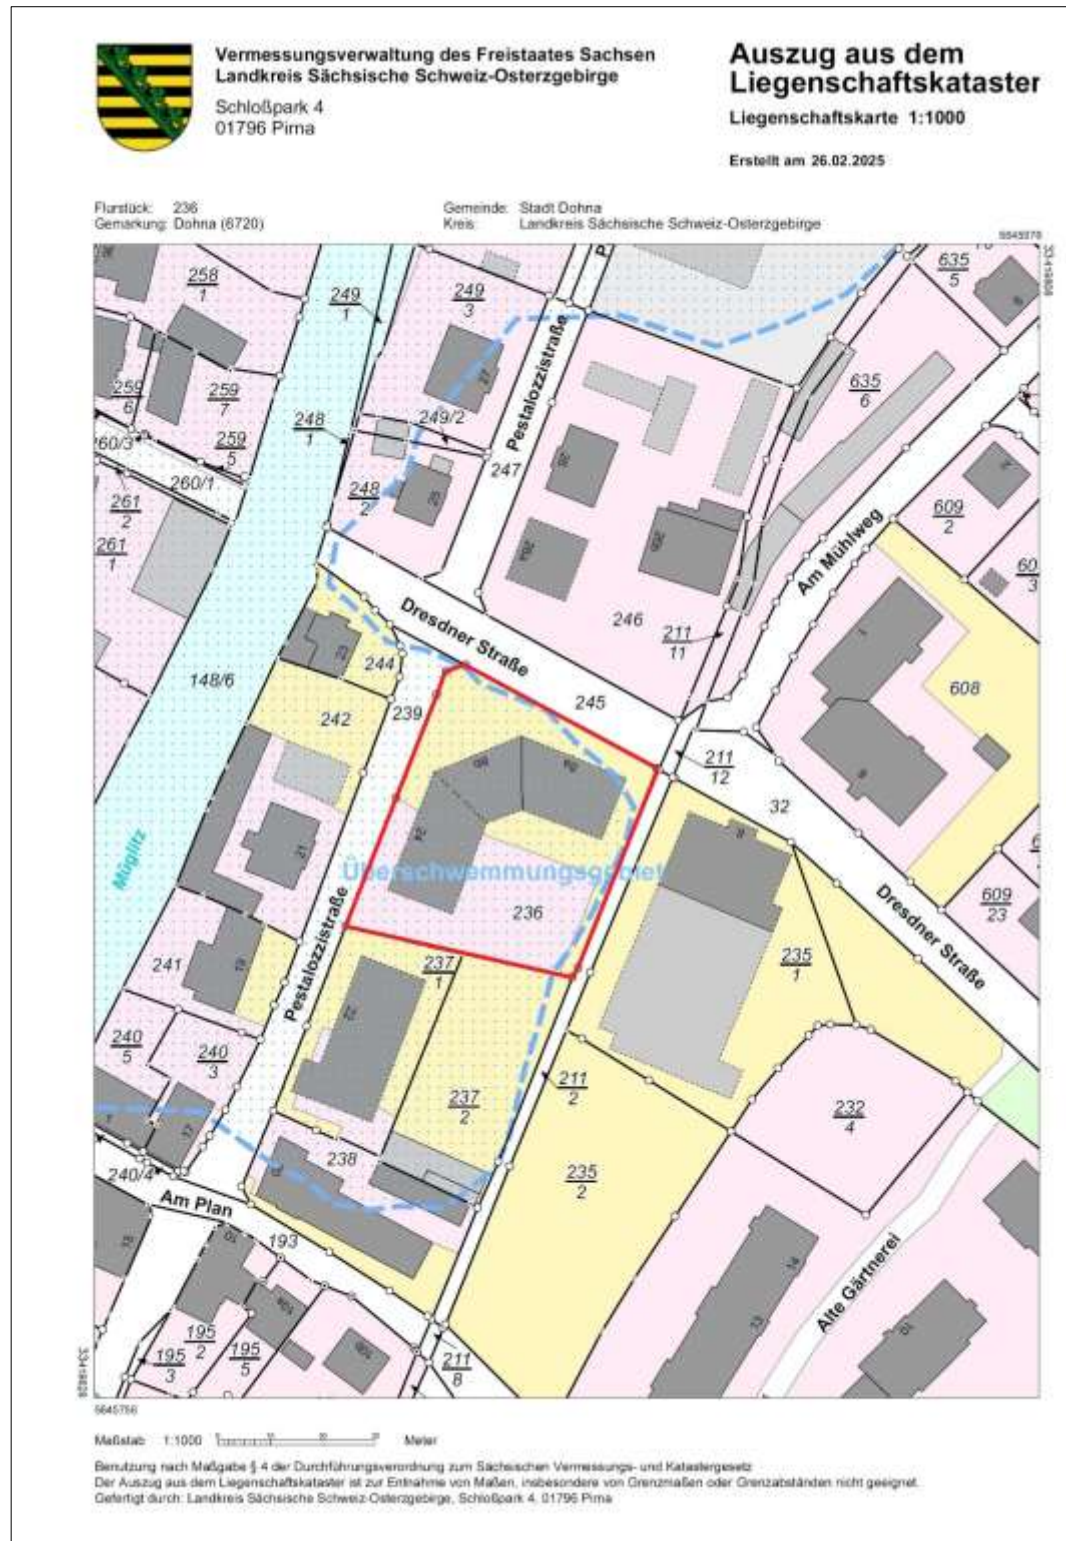 Vermessungsverwaltung des Freistaates Sachsen
Landkreis Sächsische Schweiz-Osterzgebirge
Schloßpark 4
01796 Pirna
Auszug aus dem
Liegenschaftskataster
Liegenschaftskarte 1:1000
Erstellt am 26.02.2025
Flurstück: 236
Gemarkung: Dohna (6720)
Gemeinde: Stadt Dohna
Kreis: Landkreis Sächsische Schweiz-Osterzgebirge
258
1
249
1
249
3
635
5
635
6
259
6
259
7
259
5
260/3
260/1
261
2
261
1
248
1
249/2
248
2
247
Pestalozzistraße
Am Mühlweg
609
2
246
211
11
Dresdner Straße
245
244
242
239
148/6
608
211
12
32
Müglitz
Überschwemmungsgebiet
236
Pestalozzistraße
Dresdner Straße
609
23
235
1
241
237
1
240
5
240
3
237
2
211
2
232
4
235
2
238
240/4
Am Plan
193
195
2
195
3
195
5
211
8
Alte Gärtnerei
5645756
Maßstab: 1:1000
Meter
Benutzung nach Maßgabe § 4 der Durchführungsverordnung zum Sächsischen Vermessungs- und Katastergesetz
Der Auszug aus dem Liegenschaftskataster ist zur Entnahme von Maßen, insbesondere von Grenzmaßen oder Grenzabständen nicht geeignet.
Gefertigt durch: Landkreis Sächsische Schweiz-Osterzgebirge, Schloßpark 4, 01796 Pirna